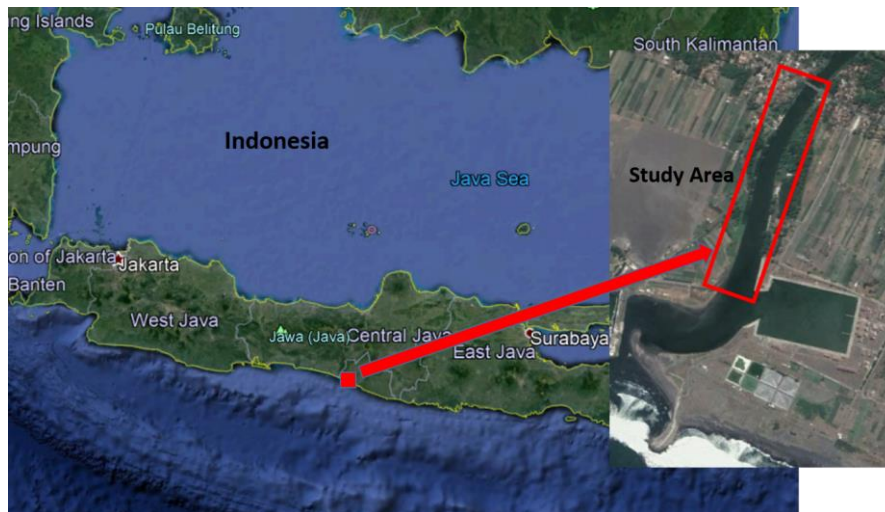 ng Islands
Pulau Belitung
South Kalimantan
Indonesia
mpung
Java Sea
Study Area
on of Jakarta
Jakarta
Banten
West Java
Jawa (Java)
Central Java
Surabaya
East Java